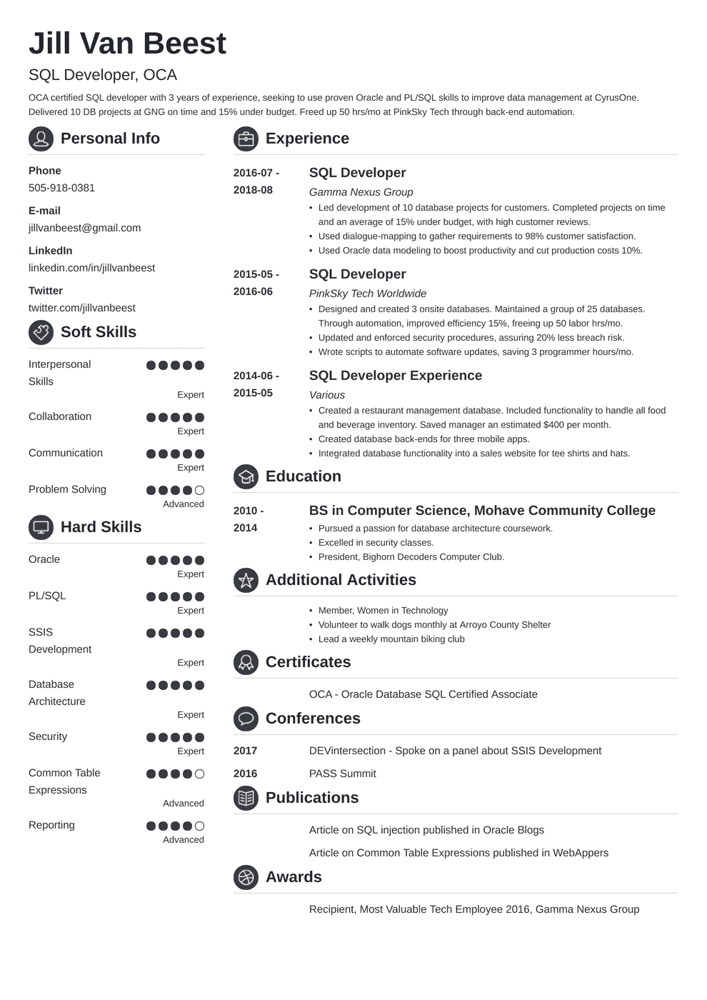 Jill Van Beest
SQL Developer, OCA
OCA certified SQL developer with 3 years of experience, seeking to use proven Oracle and PL/SQL skills to improve data management at CyrusOne.
Delivered 10 DB projects at GNG on time and 15% under budget. Freed up 50 hrs/mo at PinkSky Tech through back-end automation.
Personal Info
Phone
505-918-0381
E-mail
jillvanbeest@gmail.com
LinkedIn
linkedin.com/in/jillvanbeest
Twitter
twitter.com/jillvanbeest
Soft Skills
Interpersonal
Skills
Expert
Collaboration
Expert
Communication
Expert
Problem Solving
Advanced
Hard Skills
Oracle
Expert
PL/SQL
Expert
SSIS
Development
Expert
Database
Architecture
Expert
Security
Expert
Common Table
Expressions
Advanced
Reporting
Advanced
Experience
2016-07 -
2018-08
SQL Developer
Gamma Nexus Group
• Led development of 10 database projects for customers. Completed projects on time
and an average of 15% under budget, with high customer reviews.
• Used dialogue-mapping to gather requirements to 98% customer satisfaction.
• Used Oracle data modeling to boost productivity and cut production costs 10%.
2015-05 -
2016-06
SQL Developer
PinkSky Tech Worldwide
• Designed and created 3 onsite databases. Maintained a group of 25 databases.
Through automation, improved efficiency 15%, freeing up 50 labor hrs/mo.
• Updated and enforced security procedures, assuring 20% less breach risk.
• Wrote scripts to automate software updates, saving 3 programmer hours/mo.
2014-06 -
2015-05
SQL Developer Experience
Various
• Created a restaurant management database. Included functionality to handle all food
and beverage inventory. Saved manager an estimated $400 per month.
• Created database back-ends for three mobile apps.
• Integrated database functionality into a sales website for tee shirts and hats.
Education
2010 -
2014
BS in Computer Science, Mohave Community College
• Pursued a passion for database architecture coursework.
• Excelled in security classes.
• President, Bighorn Decoders Computer Club.
Additional Activities
• Member, Women in Technology
• Volunteer to walk dogs monthly at Arroyo County Shelter
• Lead a weekly mountain biking club
Certificates
OCA - Oracle Database SQL Certified Associate
Conferences
2017 DEVintersection - Spoke on a panel about SSIS Development
2016 PASS Summit
Publications
Article on SQL injection published in Oracle Blogs
Article on Common Table Expressions published in WebAppers
Awards
Recipient, Most Valuable Tech Employee 2016, Gamma Nexus Group